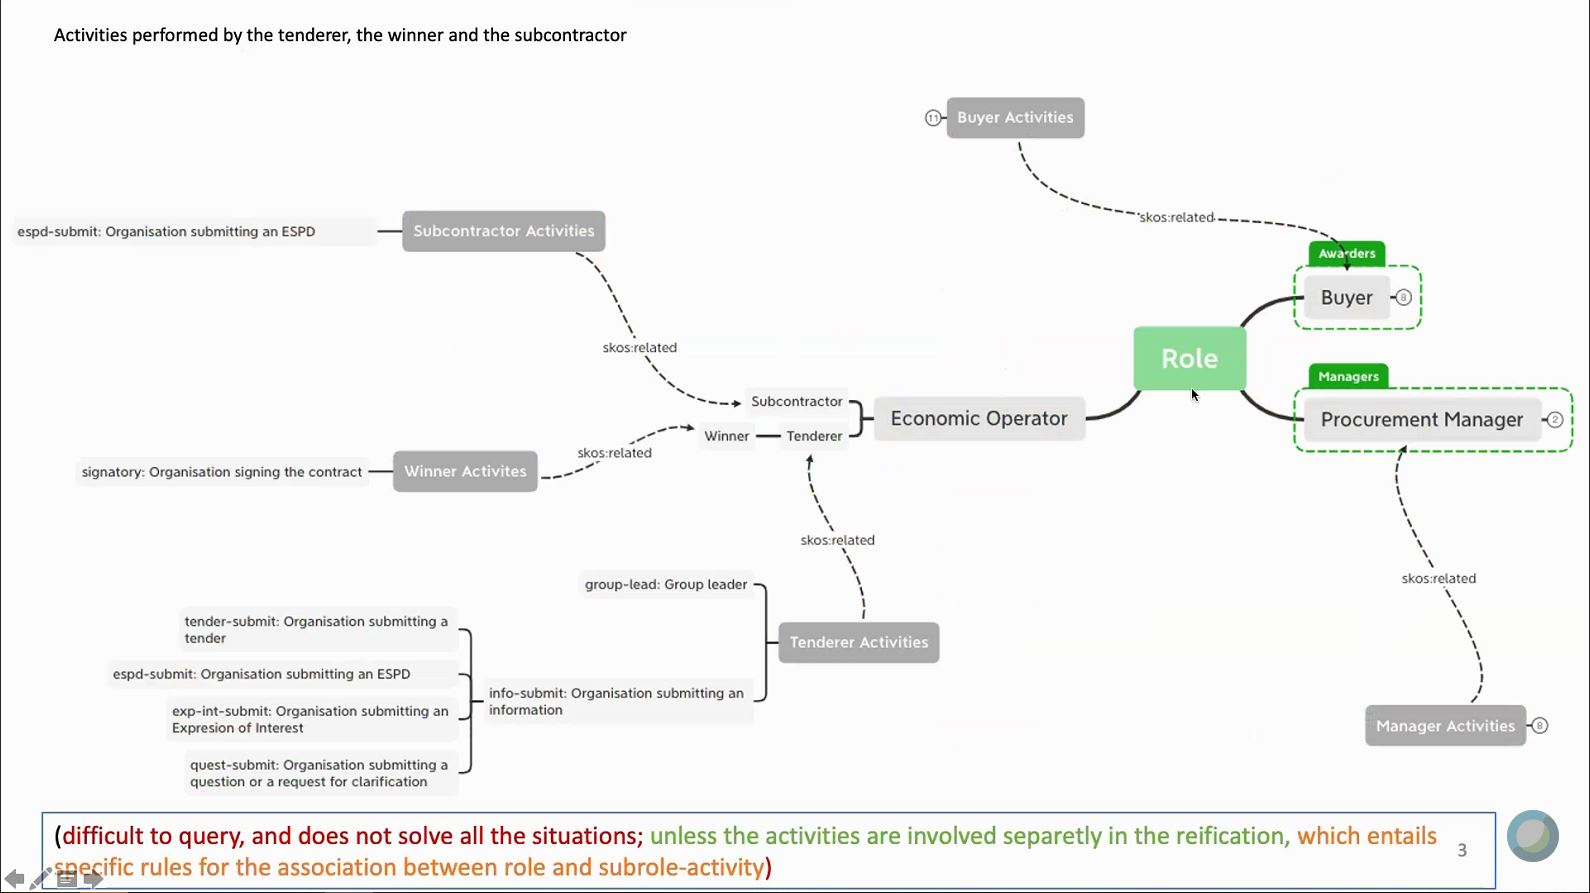 Activities performed by the tenderer, the winner and the subcontractor
11
Buyer Activities
skos:related
espd-submit: Organisation submitting an ESPD
Subcontractor Activities
Awarders
Buyer
8
skos:related
Role
Managers
Subcontractor
Economic Operator
Procurement Manager
2
Winner
Tenderer
skos:related
signatory: Organisation signing the contract
Winner Activites
skos:related
skos:related
group-lead: Group leader
tender-submit: Organisation submitting a
tender
Tenderer Activities
espd-submit: Organisation submitting an ESPD
info-submit: Organisation submitting an
information
exp-int-submit: Organisation submitting an
Expresion of Interest
Manager Activities
8
quest-submit: Organisation submitting a
question or a request for clarification
(difficult to query, and does not solve all the situations; unless the activities are involved separetly in the reification, which entails
specific rules for the association between role and subrole-activity)
3